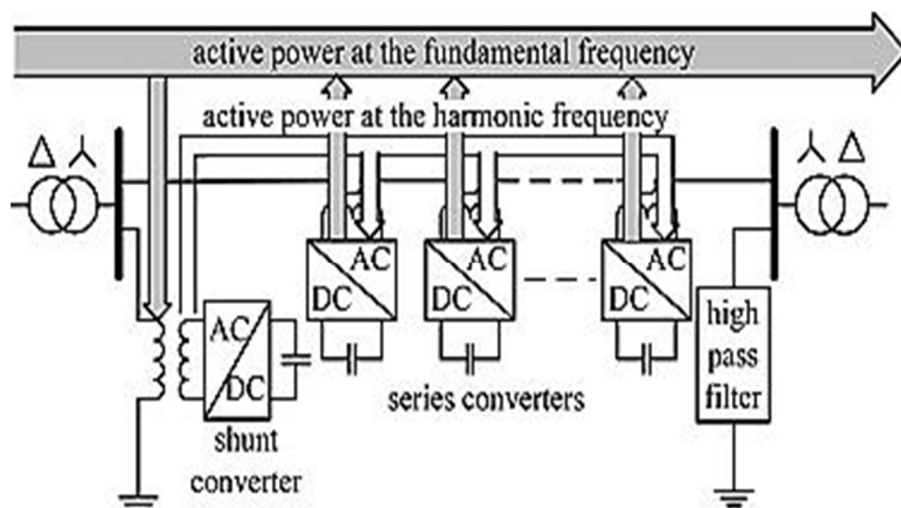 active power at the fundamental frequency
active power at the harmonic frequency
AC
DC
AC
DC
AC
DC
AC
DC
series converters
shunt
converter
high
pass
filter